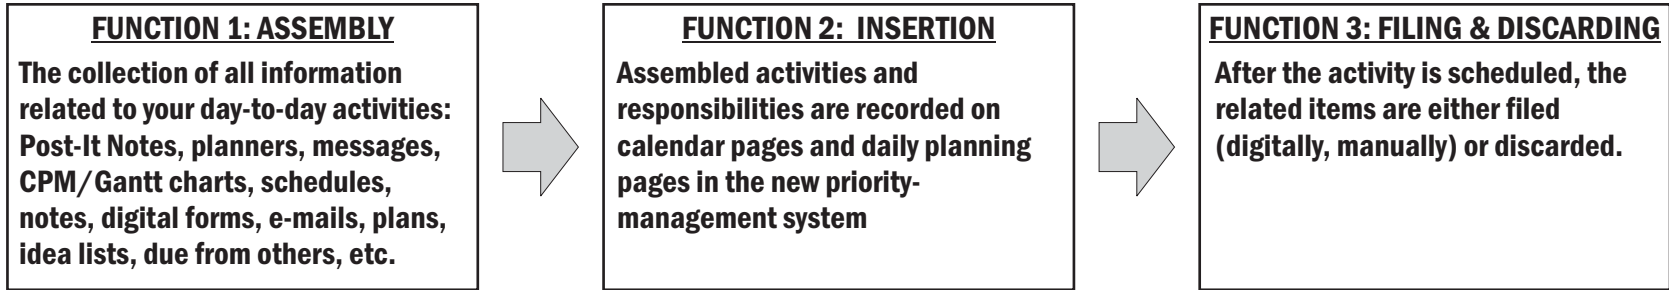 FUNCTION 1: ASSEMBLY
The collection of all information
related to your day-to-day activities:
Post-It Notes, planners, messages,
CPM/Gantt charts, schedules,
notes, digital forms, e-mails, plans,
idea lists, due from others, etc.
FUNCTION 2:  INSERTION
Assembled activities and
responsibilities are recorded on
calendar pages and daily planning
pages in the new priority-
management system
FUNCTION 3: FILING & DISCARDING
After the activity is scheduled, the
related items are either filed
(digitally, manually) or discarded.